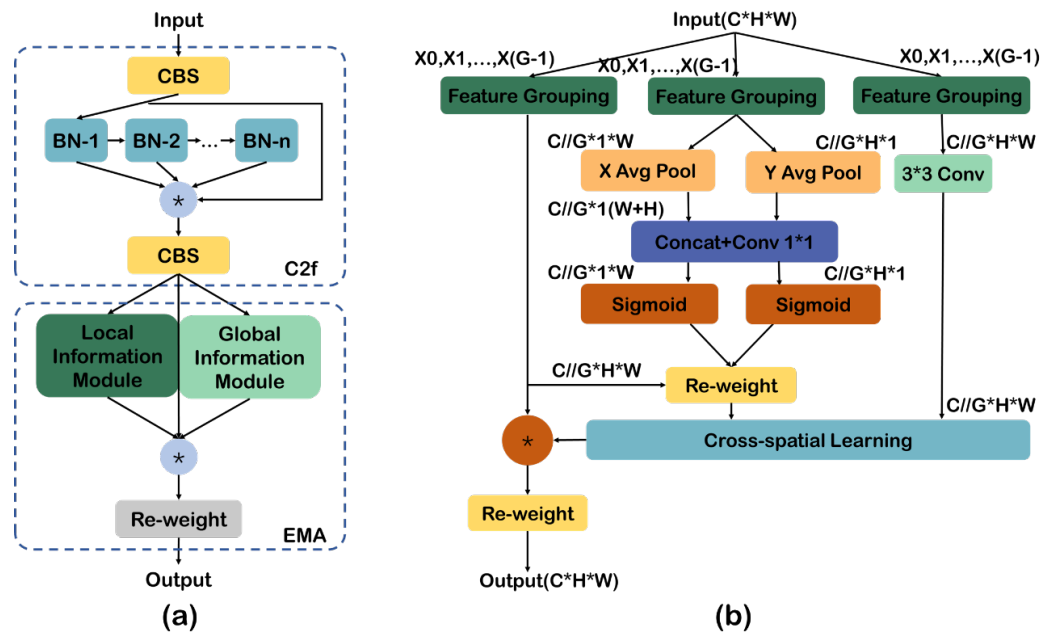 Input
CBS
BN-1
BN-2
...
BN-n
*
CBS
C2f
Local
Information
Module
Global
Information
Module
*
Re-weight
EMA
Output
(a)
Input(C*H*W)
X0,X1,...,X(G-1)
X0,X1,...,X(G-1)
X0,X1,...,X(G-1)
Feature Grouping
Feature Grouping
Feature Grouping
C//G*1*W
C//G*H*1
C//G*H*W
X Avg Pool
Y Avg Pool
3*3 Conv
C//G*1(W+H)
Concat+Conv 1*1
C//G*1*W
C//G*H*1
Sigmoid
Sigmoid
C//G*H*W
Re-weight
C//G*H*W
*
Cross-spatial Learning
Re-weight
Output(C*H*W)
(b)